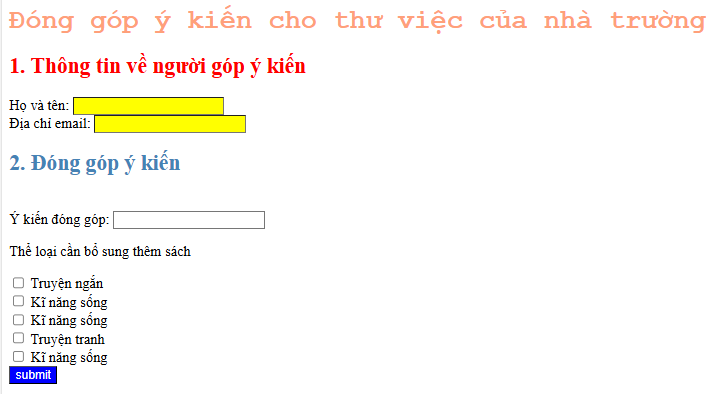 Đóng góp ý kiến cho thư việc của nhà trường
1. Thông tin về người góp ý kiến
Họ và tên:
Địa chỉ email:
2. Đóng góp ý kiến
Ý kiến đóng góp:
Thể loại cần bổ sung thêm sách
Truyện ngắn
Kĩ năng sống
Kĩ năng sống
Truyện tranh
Kĩ năng sống
submit